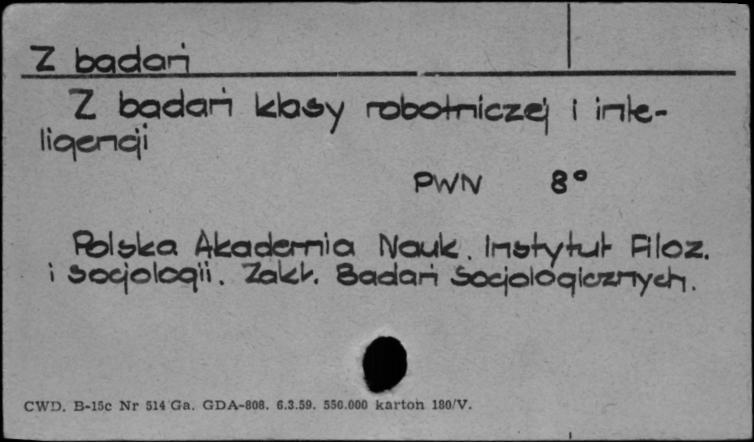 Z badań
Z badań klasy robotniczej i inte-
ligencji
PWN 8°
Polska Akademia Nauk. Instytut Filoz.
i Socjologii. Zakł. Badań Socjologicznych.
CWD. B-15c Nr 514 Ga. GDA-808. 6.3.59. 550.000 karton 180/V.